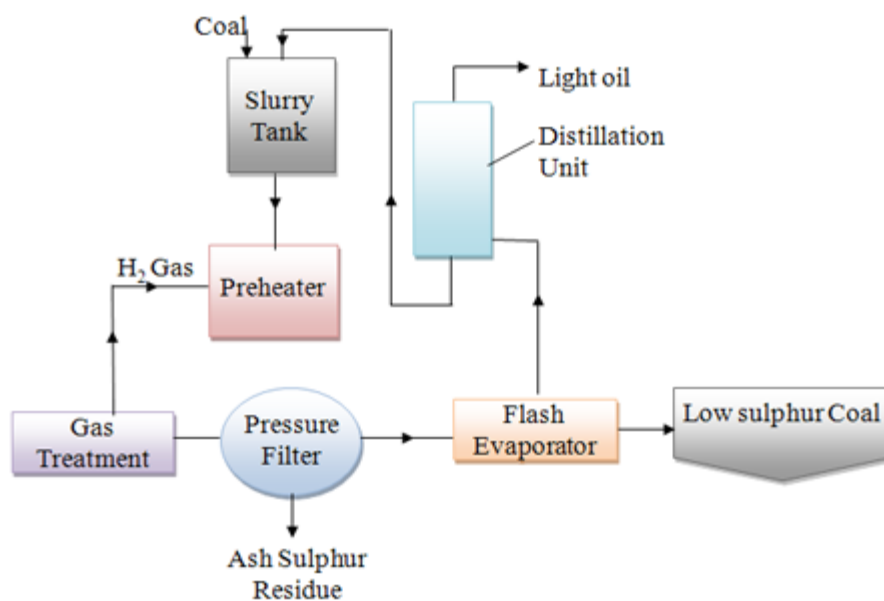 Coal
Slurry
Tank
Light oil
Distillation
Unit
H₂ Gas
Preheater
Gas
Treatment
Pressure
Filter
Flash
Evaporator
Low sulphur Coal
Ash Sulphur
Residue